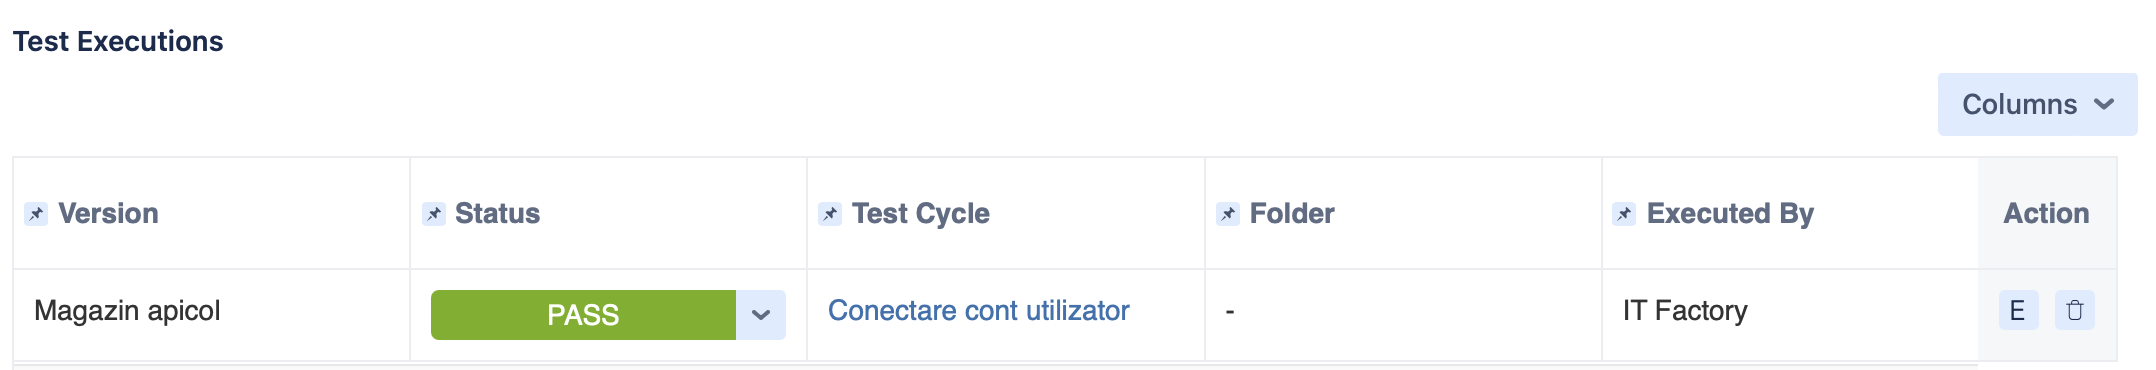 Test Executions
Columns
Version Status Test Cycle Folder Executed By Action
Magazin apicol PASS Conectare cont utilizator - IT Factory E